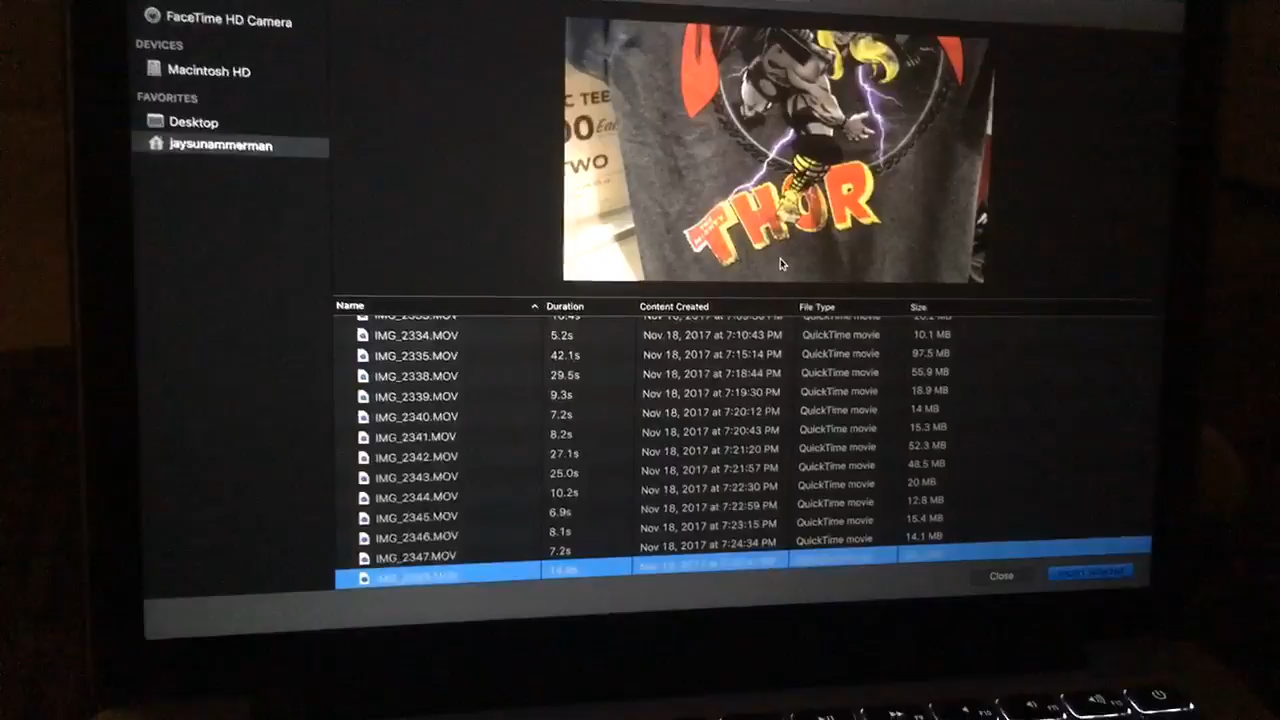 FaceTime HD Camera
DEVICES
Macintosh HD
FAVORITES
Desktop
jaysunammerman
C TEE
00 Ea
TWO
THE MIGHTY
THOR
Name Duration Content Created File Type Size
IMG_2334.MOV 5.2s Nov 18, 2017 at 7:10:43 PM QuickTime movie 10.1 MB
IMG_2335.MOV 42.1s Nov 18, 2017 at 7:15:14 PM QuickTime movie 97.5 MB
IMG_2338.MOV 29.5s Nov 18, 2017 at 7:18:44 PM QuickTime movie 55.9 MB
IMG_2339.MOV 9.3s Nov 18, 2017 at 7:19:30 PM QuickTime movie 18.9 MB
IMG_2340.MOV 7.2s Nov 18, 2017 at 7:20:12 PM QuickTime movie 14 MB
IMG_2341.MOV 8.2s Nov 18, 2017 at 7:20:43 PM QuickTime movie 15.3 MB
IMG_2342.MOV 27.1s Nov 18, 2017 at 7:21:20 PM QuickTime movie 52.3 MB
IMG_2343.MOV 25.0s Nov 18, 2017 at 7:21:57 PM QuickTime movie 48.5 MB
IMG_2344.MOV 10.2s Nov 18, 2017 at 7:22:30 PM QuickTime movie 20 MB
IMG_2345.MOV 6.9s Nov 18, 2017 at 7:22:59 PM QuickTime movie 12.8 MB
IMG_2346.MOV 8.1s Nov 18, 2017 at 7:23:15 PM QuickTime movie 15.4 MB
IMG_2347.MOV 7.2s Nov 18, 2017 at 7:24:34 PM QuickTime movie 14.1 MB
Close Import Selected